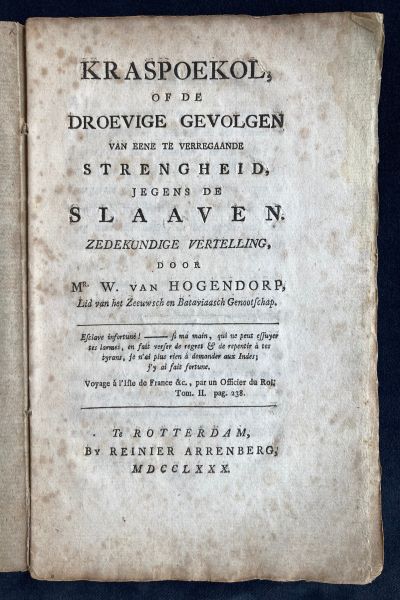 KRASPOEKOL,
OF DE
DROEVIGE GEVOLGEN
VAN EENE TE VERREGAANDE
STRENGHEID,
JEGENS DE
SLAAVEN.
ZEDEKUNDIGE VERTELLING,
DOOR
Mr. W. VAN HOGENDORP,
Lid van het Zeeuwsch en Bataviaasch Genootschap.
Esclave infortuné! —— si ma main, qui ne peut essuyer
tes larmes, en fait verser de regret & de repentir à tes
tyrans, je n'ai plus rien à demander aux Indes;
j'y ai fait fortune.
Voyage à l'Isle de France &c., par un Officier du Roi;
Tom. II. pag. 238.
Te ROTTERDAM,
BY REINIER ARRENBERG,
MDCCLXXX.